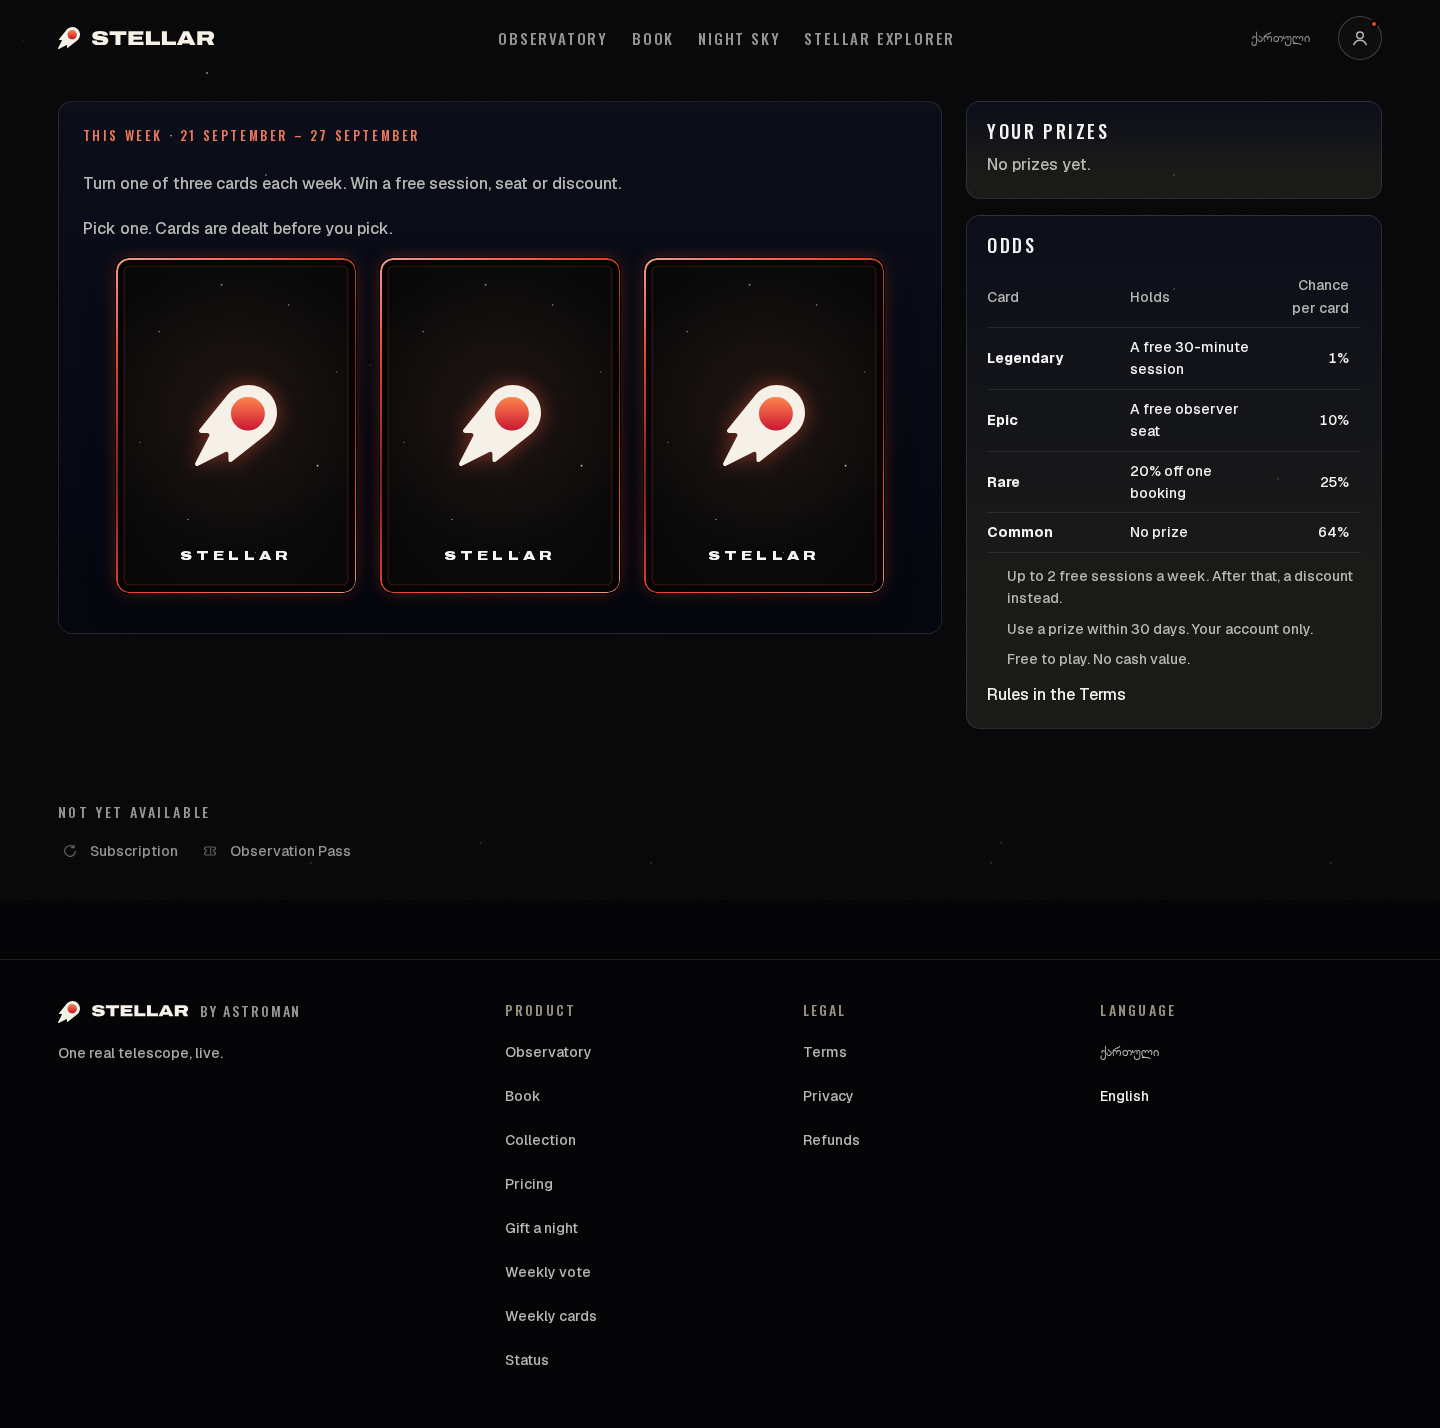 STELLAR
OBSERVATORY BOOK NIGHT SKY STELLAR EXPLORER
ქართული
THIS WEEK · 21 SEPTEMBER – 27 SEPTEMBER
Turn one of three cards each week. Win a free session, seat or discount.
Pick one. Cards are dealt before you pick.
STELLAR
STELLAR
STELLAR
YOUR PRIZES
No prizes yet.
ODDS
Card Holds Chance
per card
Legendary A free 30-minute
session 1%
Epic A free observer
seat 10%
Rare 20% off one
booking 25%
Common No prize 64%
Up to 2 free sessions a week. After that, a discount
instead.
Use a prize within 30 days. Your account only.
Free to play. No cash value.
Rules in the Terms
NOT YET AVAILABLE
Subscription Observation Pass
STELLAR BY ASTROMAN
One real telescope, live.
PRODUCT
Observatory
Book
Collection
Pricing
Gift a night
Weekly vote
Weekly cards
Status
LEGAL
Terms
Privacy
Refunds
LANGUAGE
ქართული
English